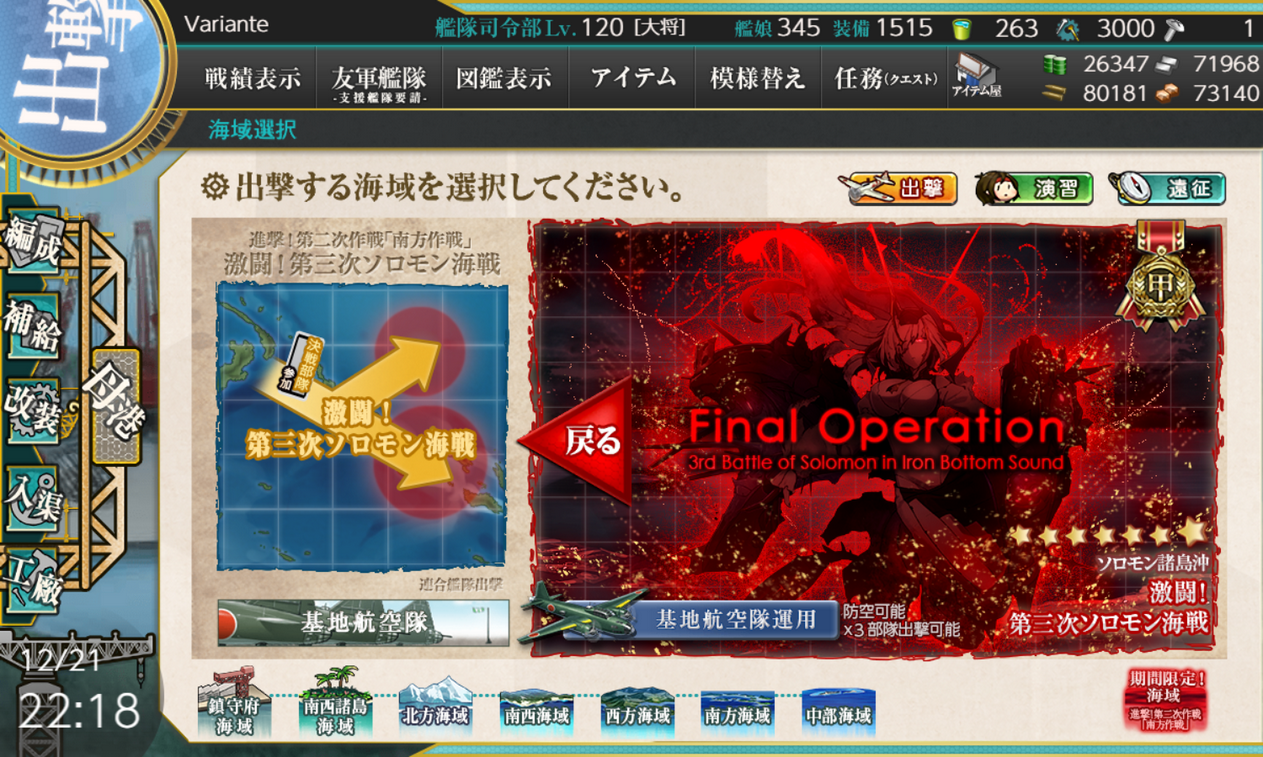 出撃
Variante
艦隊司令部Lv. 120 [大将]
艦娘 345 装備 1515
263
3000
1
戦績表示
友軍艦隊
-支援艦隊要請-
図鑑表示
アイテム
模様替え
任務(クエスト)
アイテム屋
26347
71968
80181
73140
海域選択
出撃する海域を選択してください。
出撃
演習
遠征
編成
補給
改装
入渠
工廠
母港
進撃!第二次作戦「南方作戦」
激闘!第三次ソロモン海戦
決戦部隊
参加
激闘!
第三次ソロモン海戦
連合艦隊出撃
基地航空隊
甲
戻る
Final Operation
3rd Battle of Solomon in Iron Bottom Sound
ソロモン諸島沖
激闘!
第三次ソロモン海戦
基地航空隊運用
防空可能
×3部隊出撃可能
12/21
22:18
鎮守府
海域
南西諸島
海域
北方海域
南西海域
西方海域
南方海域
中部海域
期間限定!
海域
進撃!第二次作戦
「南方作戦」